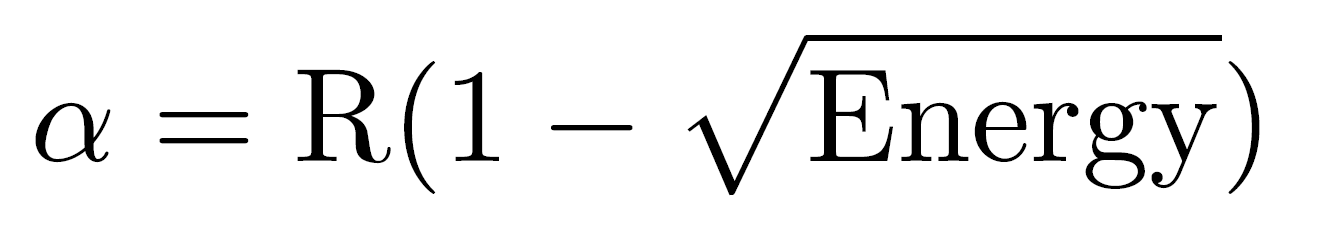 α = R(1 − √Energy)